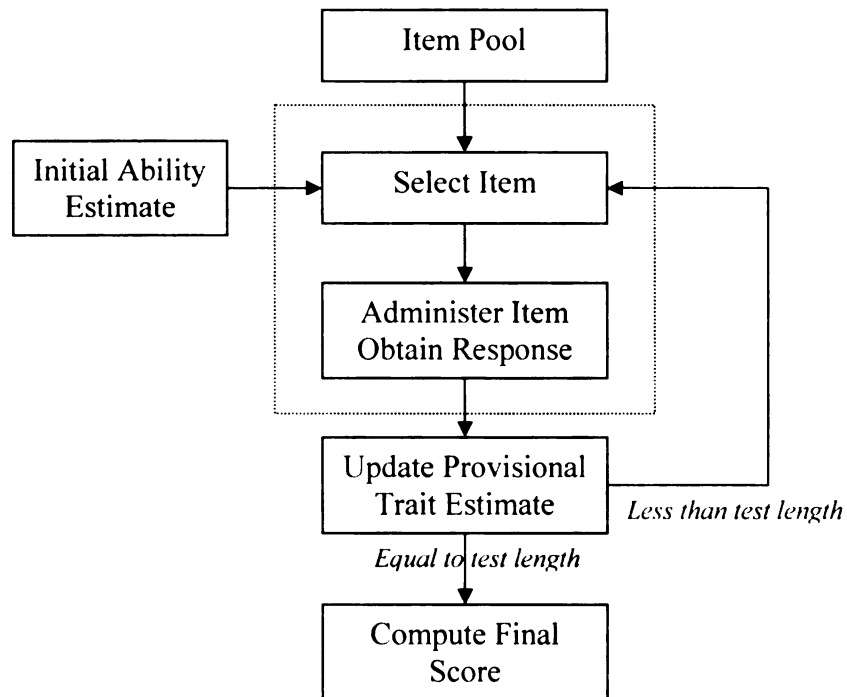 Item Pool
Initial Ability
Estimate
Select Item
Administer Item
Obtain Response
Update Provisional
Trait Estimate
Less than test length
Equal to test length
Compute Final
Score